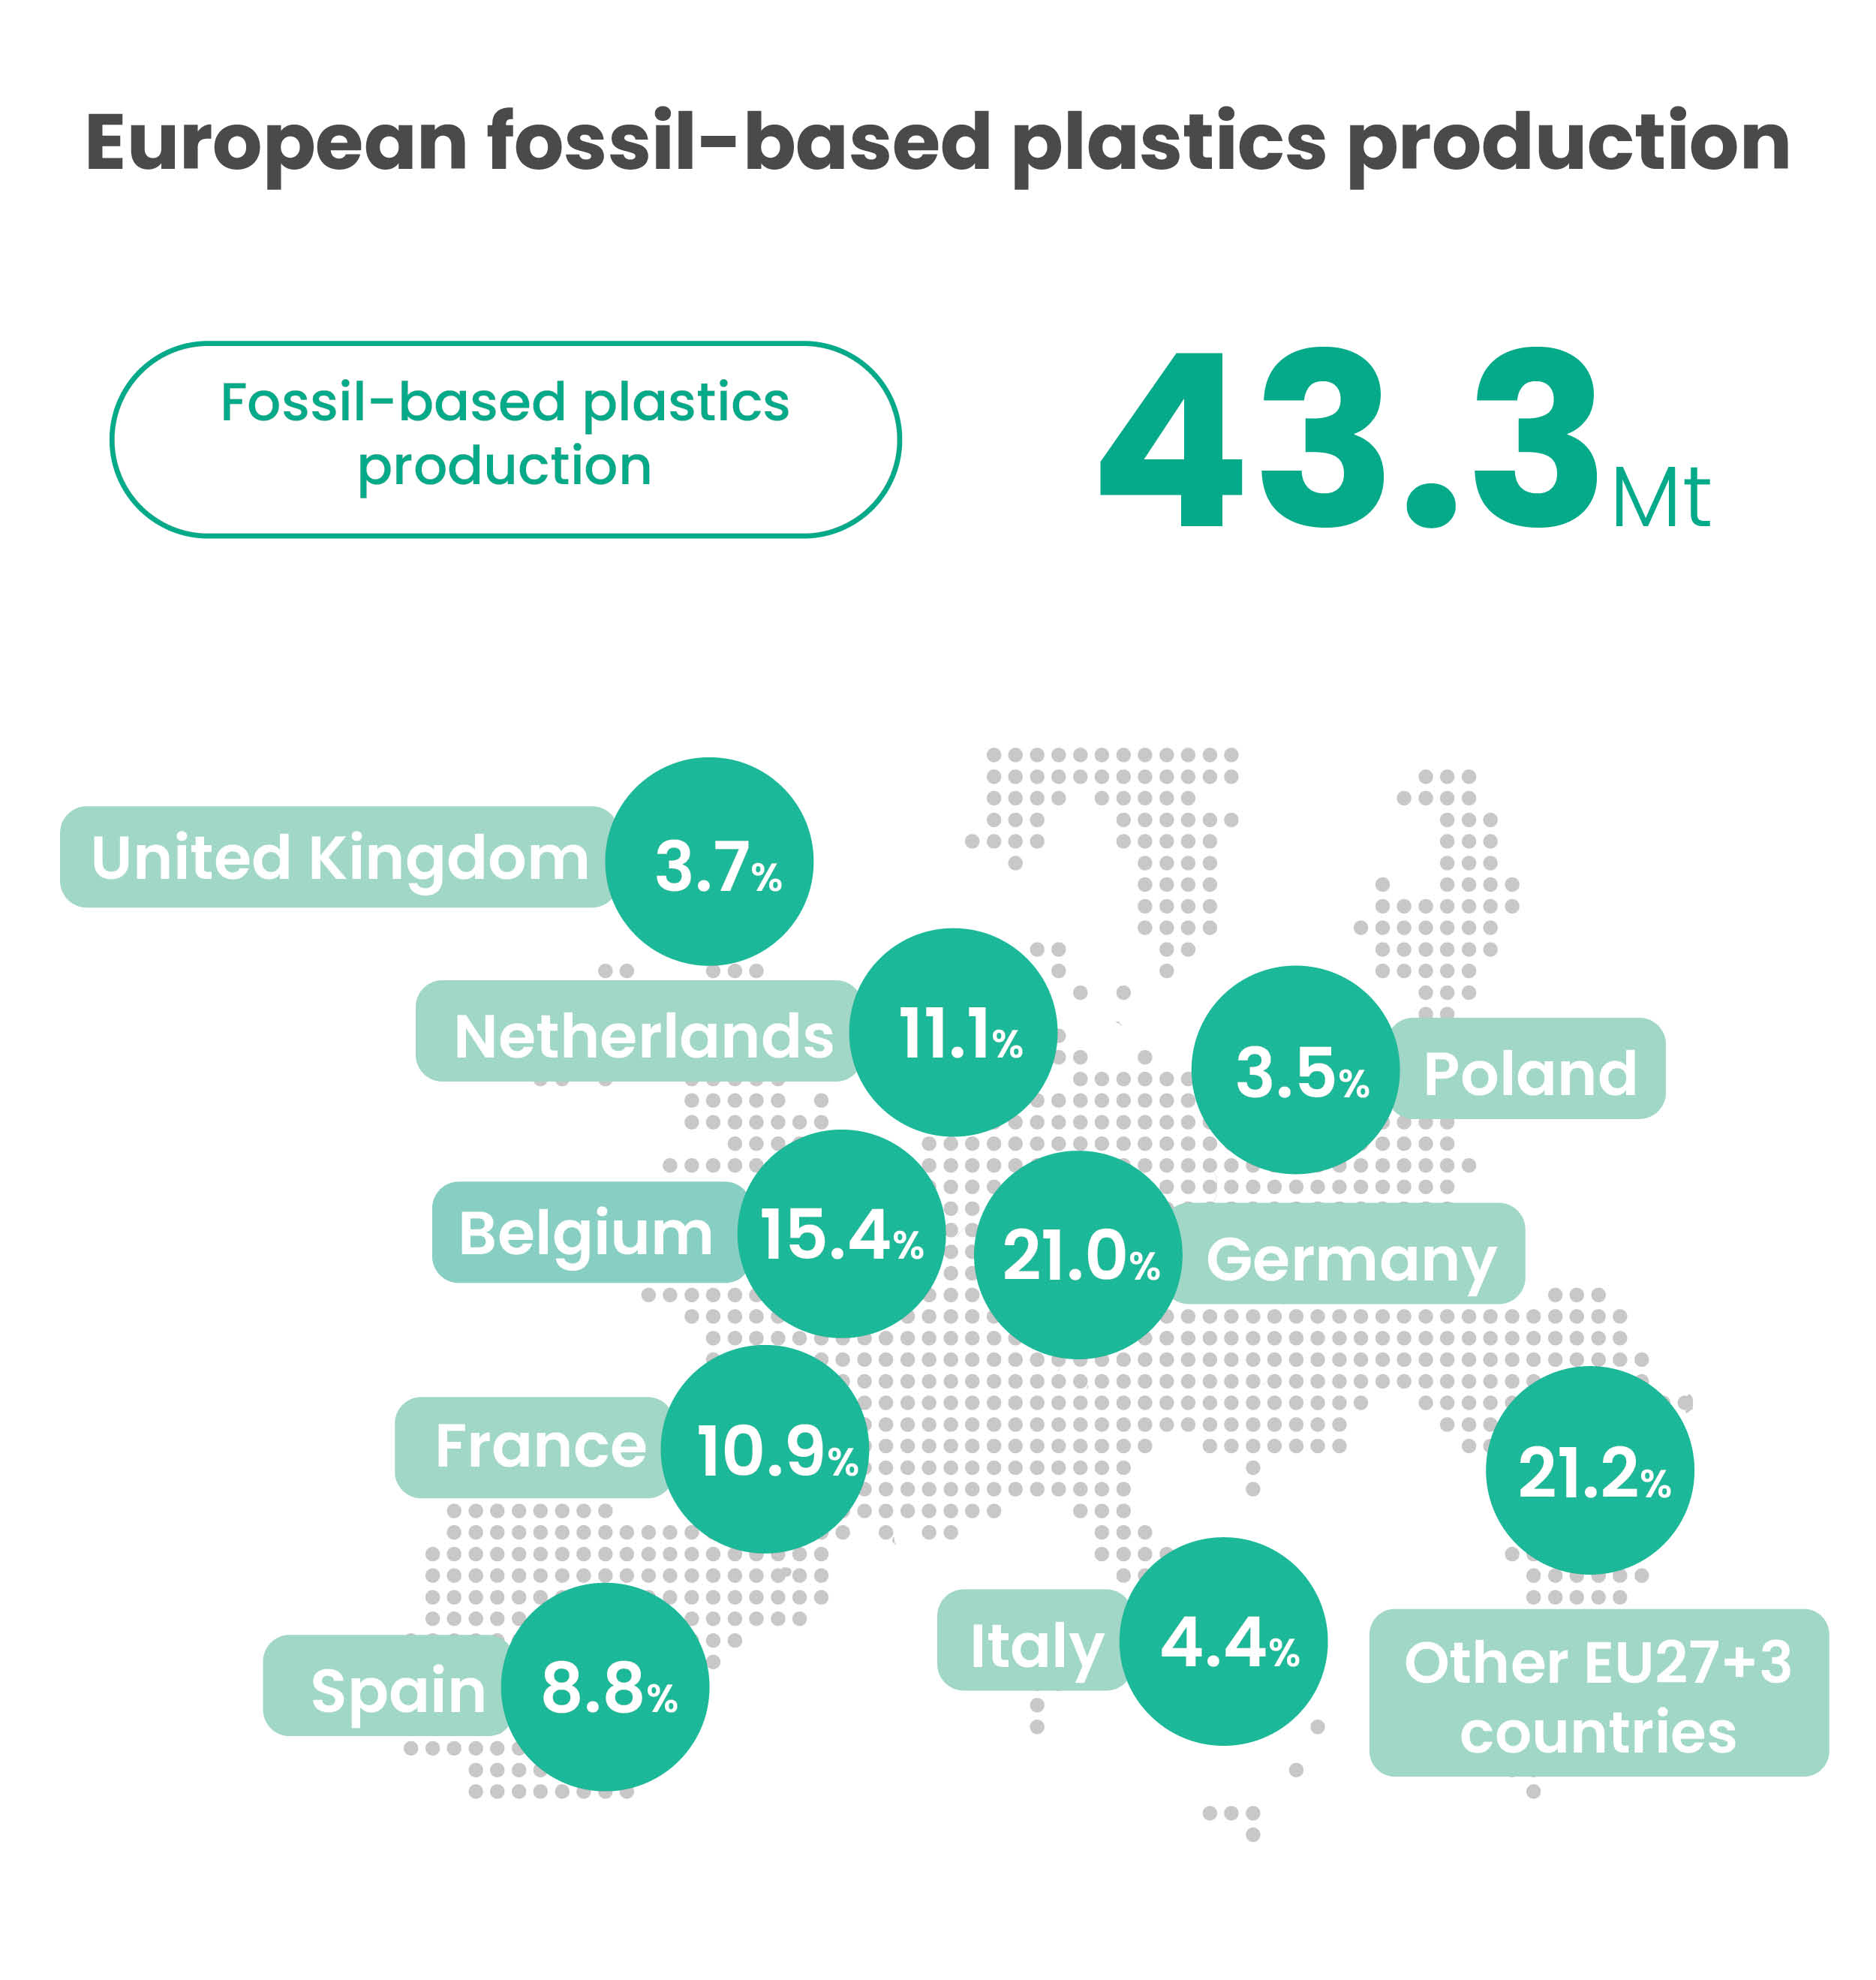 European fossil-based plastics production
Fossil-based plastics
production
43.3 Mt
United Kingdom 3.7%
Netherlands 11.1%
3.5% Poland
Belgium 15.4%
21.0% Germany
France 10.9%
21.2%
Other EU27+3
countries
Italy 4.4%
Spain 8.8%